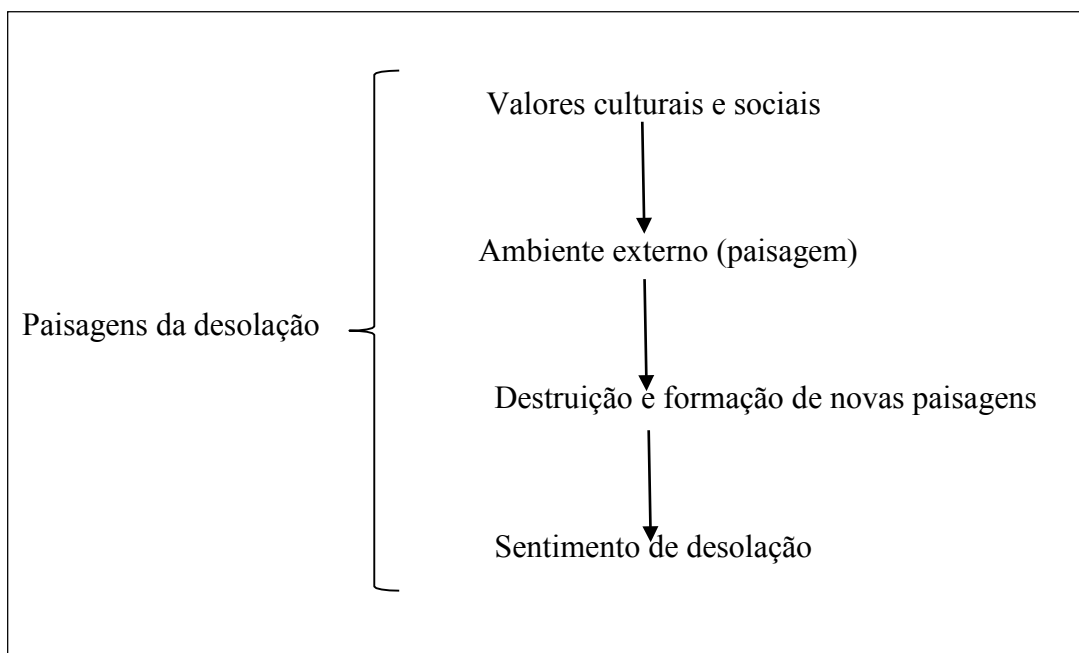 Valores culturais e sociais
Ambiente externo (paisagem)
Paisagens da desolação
Destruição e formação de novas paisagens
Sentimento de desolação